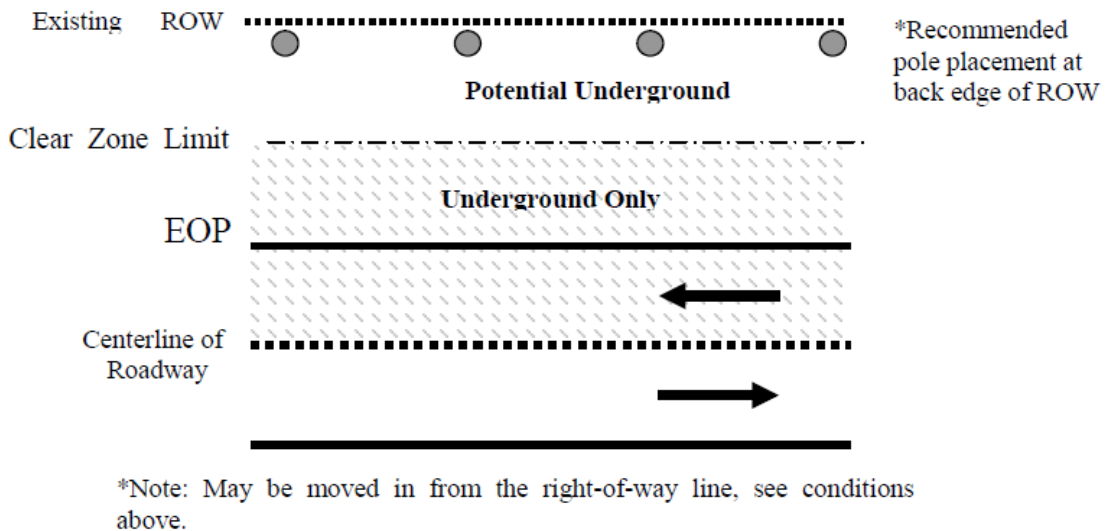 Existing ROW
*Recommended
pole placement at
back edge of ROW
Potential Underground
Clear Zone Limit
Underground Only
EOP
Centerline of
Roadway
*Note: May be moved in from the right-of-way line, see conditions
above.